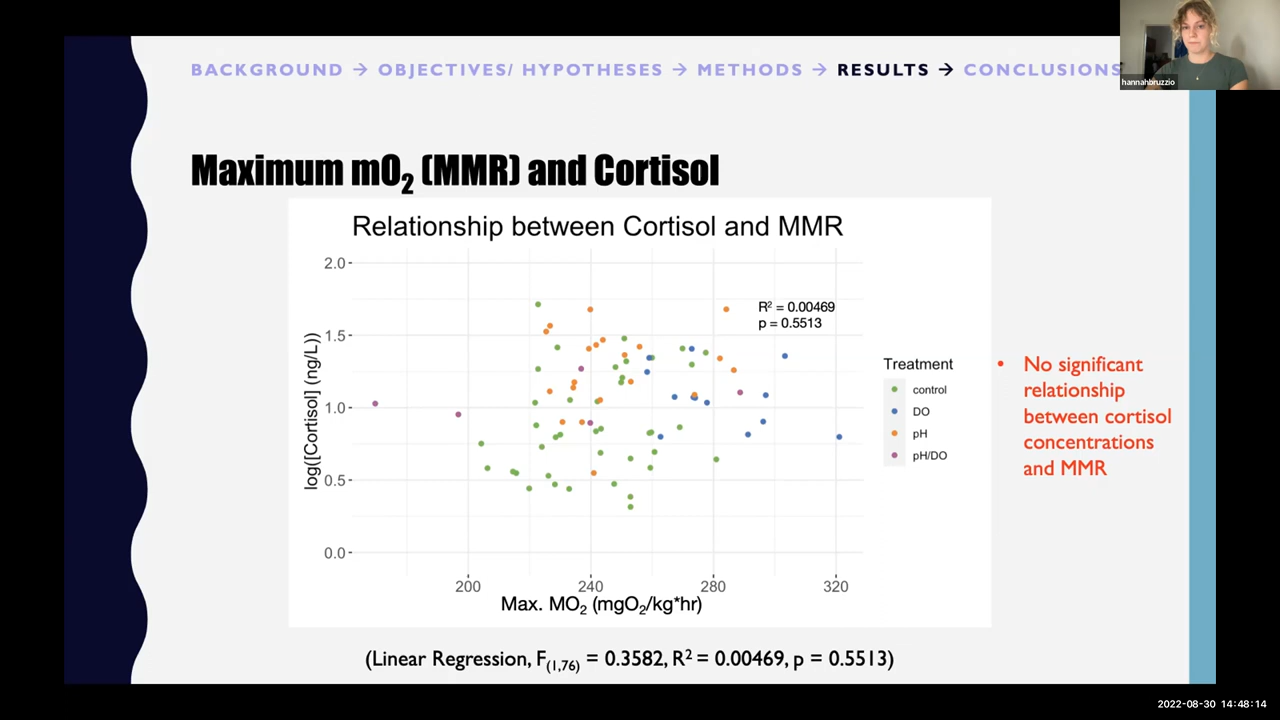 BACKGROUND → OBJECTIVES/ HYPOTHESES → METHODS → RESULTS → CONCLUSIONS
hannahbruzzio
Maximum mO₂ (MMR) and Cortisol
Relationship between Cortisol and MMR
2.0
1.5
1.0
0.5
0.0
log([Cortisol] (ng/L))
R² = 0.00469
p = 0.5513
200 240 280 320
Max. MO₂ (mgO₂/kg*hr)
Treatment
control
DO
pH
pH/DO
• No significant
relationship
between cortisol
concentrations
and MMR
(Linear Regression, F₍₁,₇₆₎ = 0.3582, R² = 0.00469, p = 0.5513)
2022-08-30 14:48:14